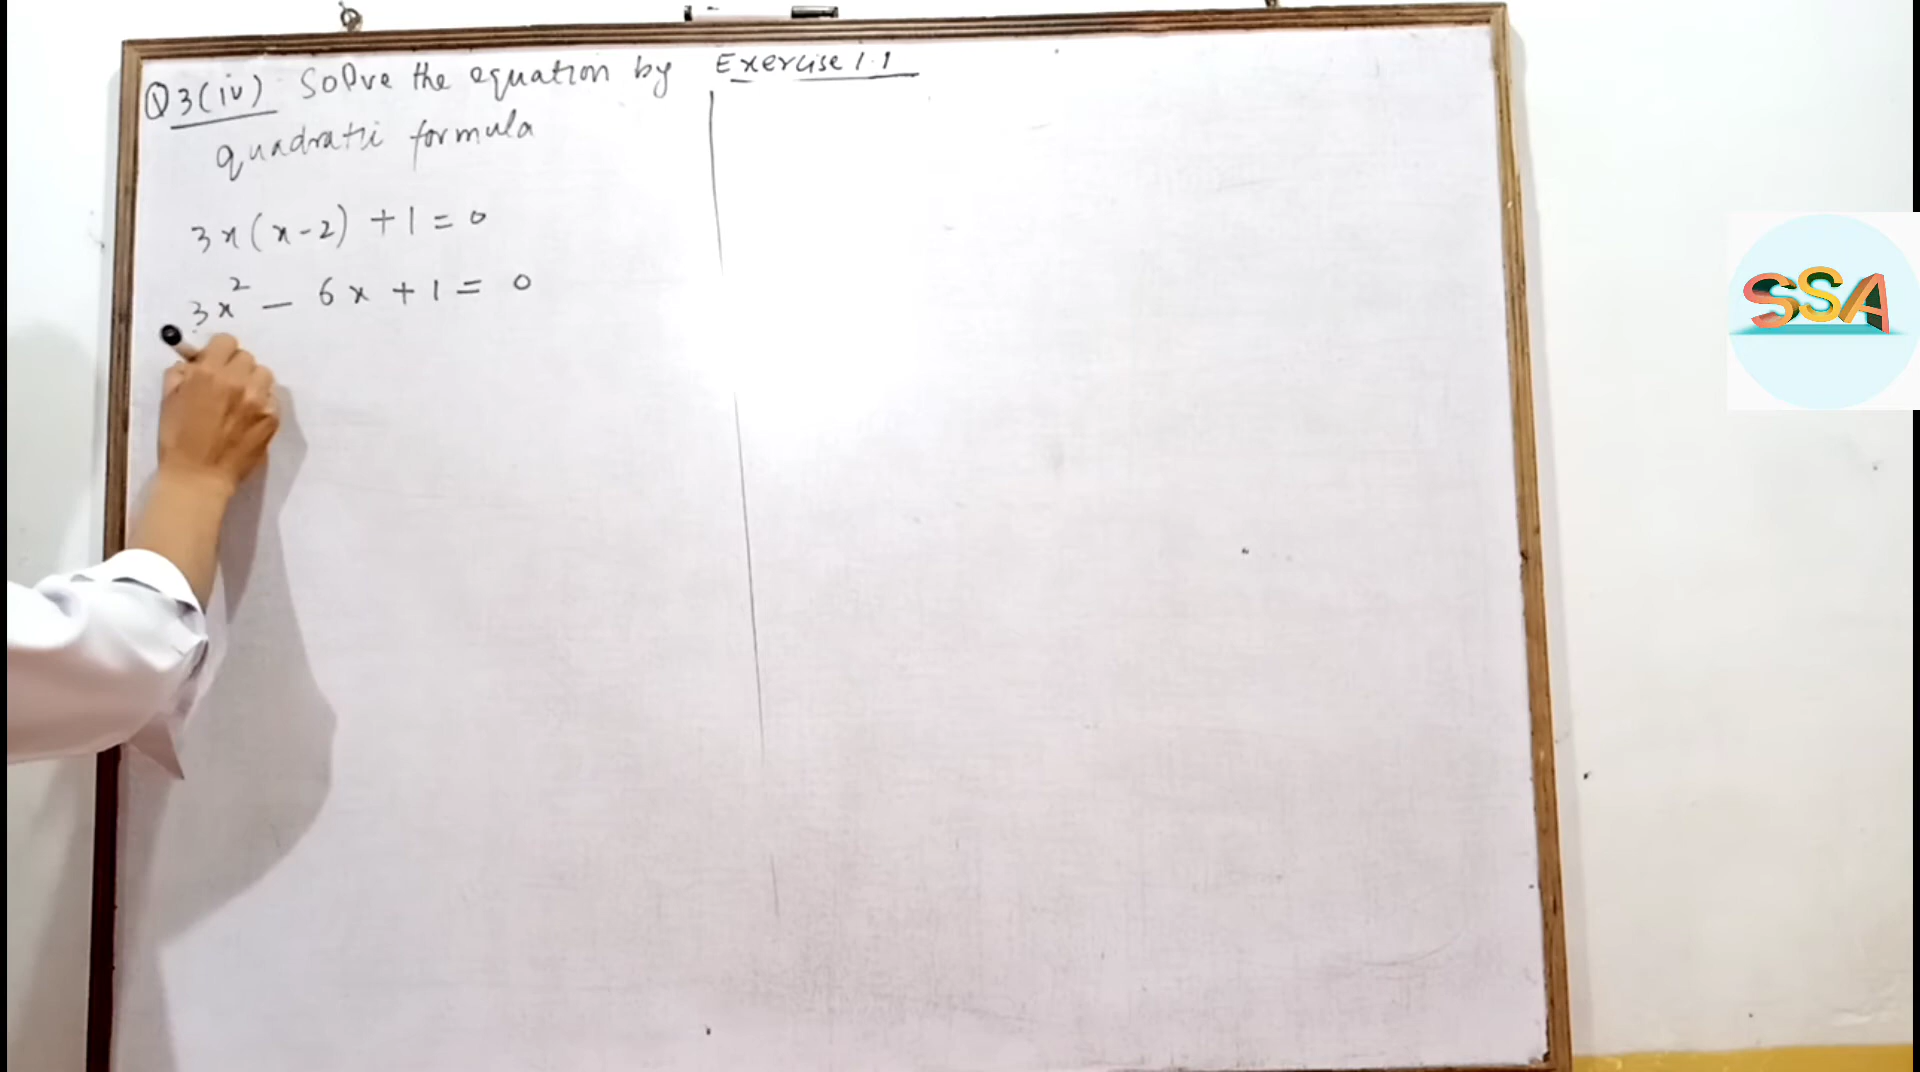 Q3(iv) Solve the equation by
quadratic formula
3x(x-2) +1=0
3x² - 6x +1= 0
Exercise 1.1
SSA